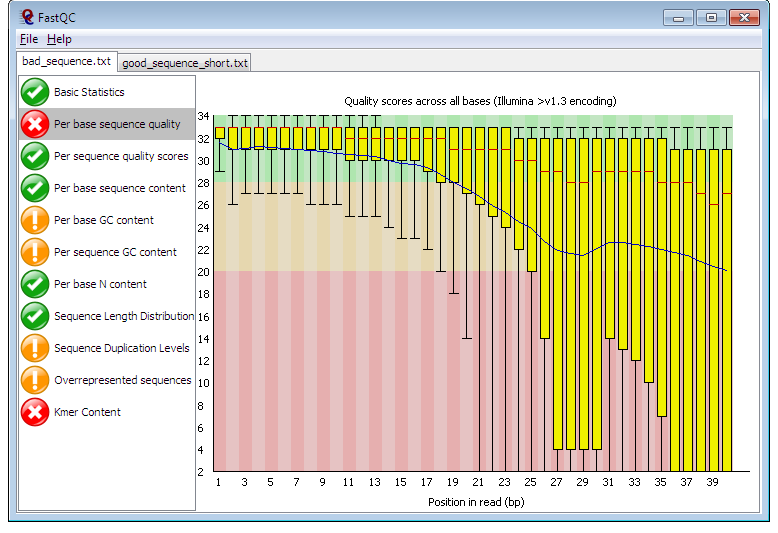 FastQC
File Help
bad_sequence.txt good_sequence_short.txt
Basic Statistics
Per base sequence quality
Per sequence quality scores
Per base sequence content
Per base GC content
Per sequence GC content
Per base N content
Sequence Length Distribution
Sequence Duplication Levels
Overrepresented sequences
Kmer Content
Quality scores across all bases (Illumina >v1.3 encoding)
34
32
30
28
26
24
22
20
18
16
14
12
10
8
6
4
2
1 3 5 7 9 11 13 15 17 19 21 23 25 27 29 31 33 35 37 39
Position in read (bp)